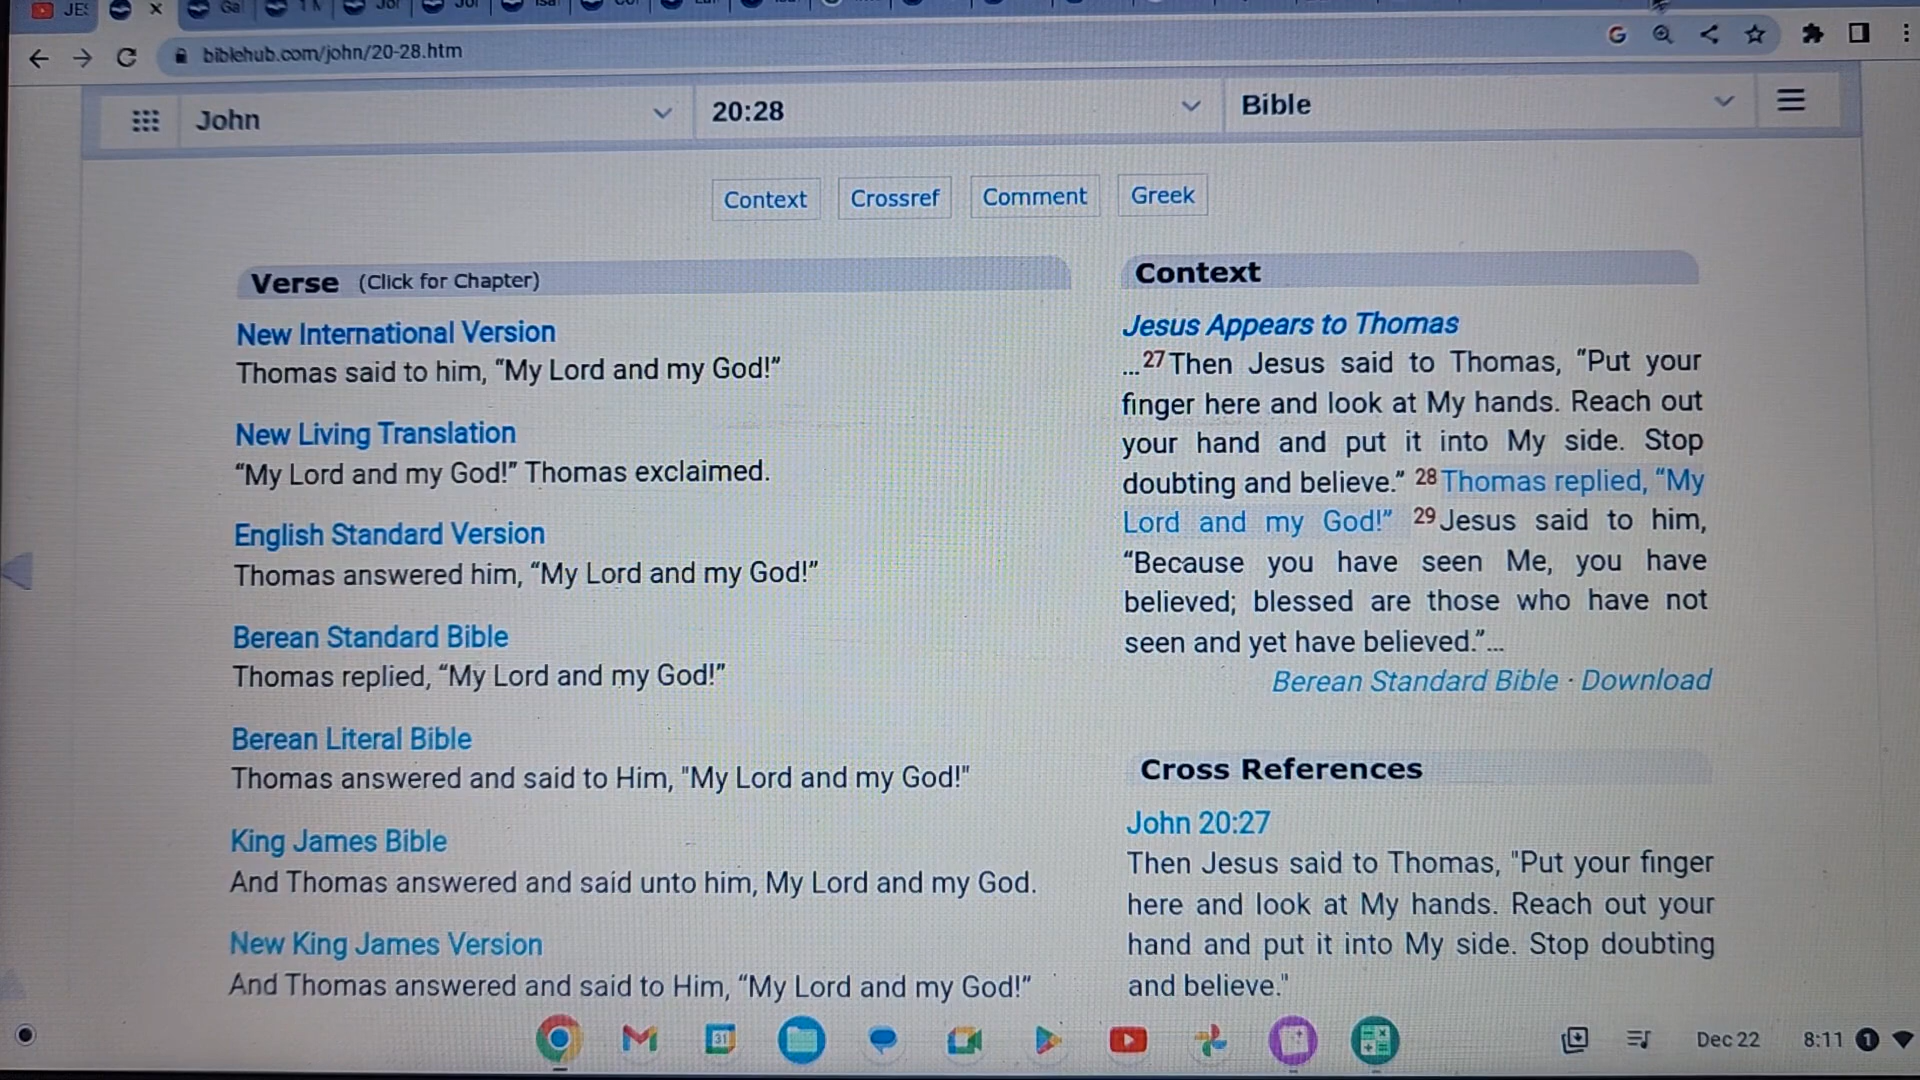 JES
Ga
biblehub.com/john/20-28.htm
John
20:28
Bible
Context
Crossref
Comment
Greek
Verse (Click for Chapter)
New International Version
Thomas said to him, “My Lord and my God!”
New Living Translation
“My Lord and my God!” Thomas exclaimed.
English Standard Version
Thomas answered him, “My Lord and my God!”
Berean Standard Bible
Thomas replied, “My Lord and my God!”
Berean Literal Bible
Thomas answered and said to Him, "My Lord and my God!"
King James Bible
And Thomas answered and said unto him, My Lord and my God.
New King James Version
And Thomas answered and said to Him, “My Lord and my God!”
Context
Jesus Appears to Thomas
...27Then Jesus said to Thomas, “Put your
finger here and look at My hands. Reach out
your hand and put it into My side. Stop
doubting and believe.” 28Thomas replied, “My
Lord and my God!” 29Jesus said to him,
“Because you have seen Me, you have
believed; blessed are those who have not
seen and yet have believed.”...
Berean Standard Bible · Download
Cross References
John 20:27
Then Jesus said to Thomas, "Put your finger
here and look at My hands. Reach out your
hand and put it into My side. Stop doubting
and believe."
31
Dec 22
8:11
1